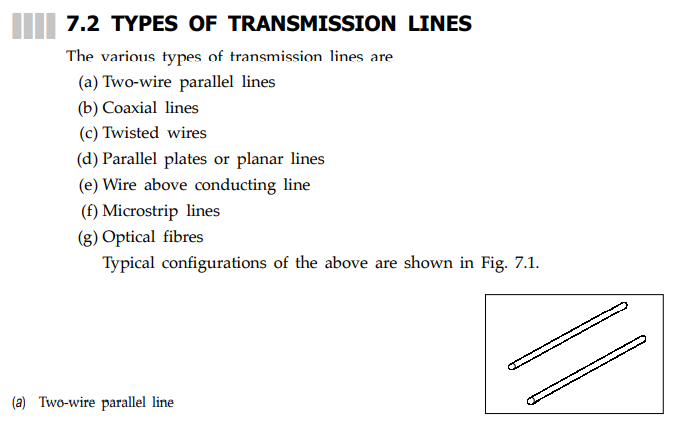 7.2 TYPES OF TRANSMISSION LINES
The various types of transmission lines are
(a) Two-wire parallel lines
(b) Coaxial lines
(c) Twisted wires
(d) Parallel plates or planar lines
(e) Wire above conducting line
(f) Microstrip lines
(g) Optical fibres
Typical configurations of the above are shown in Fig. 7.1.
(a) Two-wire parallel line